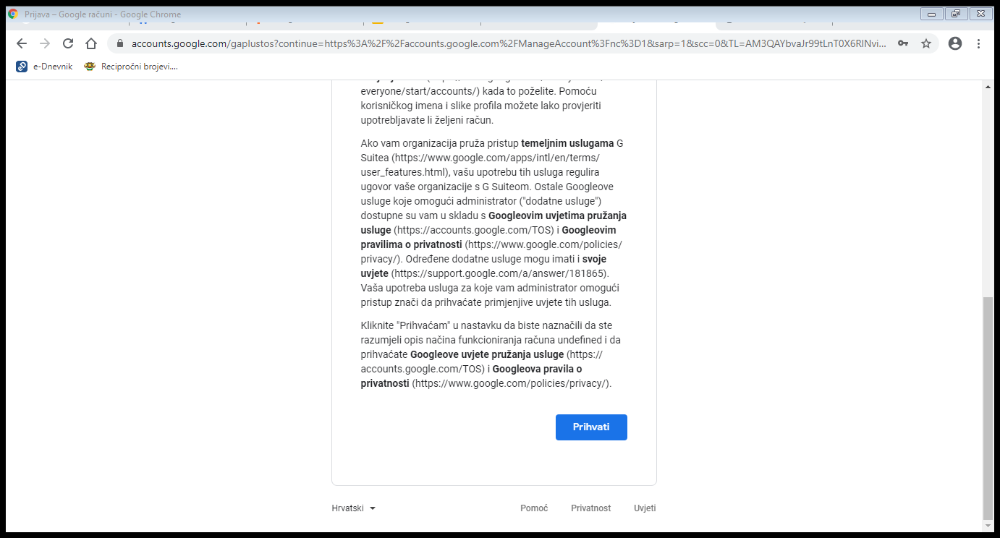 Prijava – Google računi - Google Chrome
accounts.google.com/gaplustos?continue=https%3A%2F%2Faccounts.google.com%2FManageAccount%3Fnc%3D1&sarp=1&scc=0&TL=AM3QAYbvaJr99tLnT0X6RlNvi...
e-Dnevnik Recipročni brojevi....
everyone/start/accounts/) kada to poželite. Pomoću
korisničkog imena i slike profila možete lako provjeriti
upotrebljavate li željeni račun.
Ako vam organizacija pruža pristup temeljnim uslugama G
Suitea (https://www.google.com/apps/intl/en/terms/
user_features.html), vašu upotrebu tih usluga regulira
ugovor vaše organizacije s G Suiteom. Ostale Googleove
usluge koje omogući administrator ("dodatne usluge")
dostupne su vam u skladu s Googleovim uvjetima pružanja
usluge (https://accounts.google.com/TOS) i Googleovim
pravilima o privatnosti (https://www.google.com/policies/
privacy/). Određene dodatne usluge mogu imati i svoje
uvjete (https://support.google.com/a/answer/181865).
Vaša upotreba usluga za koje vam administrator omogući
pristup znači da prihvaćate primjenjive uvjete tih usluga.
Kliknite "Prihvaćam" u nastavku da biste naznačili da ste
razumjeli opis načina funkcioniranja računa undefined i da
prihvaćate Googleove uvjete pružanja usluge (https://
accounts.google.com/TOS) i Googleova pravila o
privatnosti (https://www.google.com/policies/privacy/).
Prihvati
Hrvatski Pomoć Privatnost Uvjeti